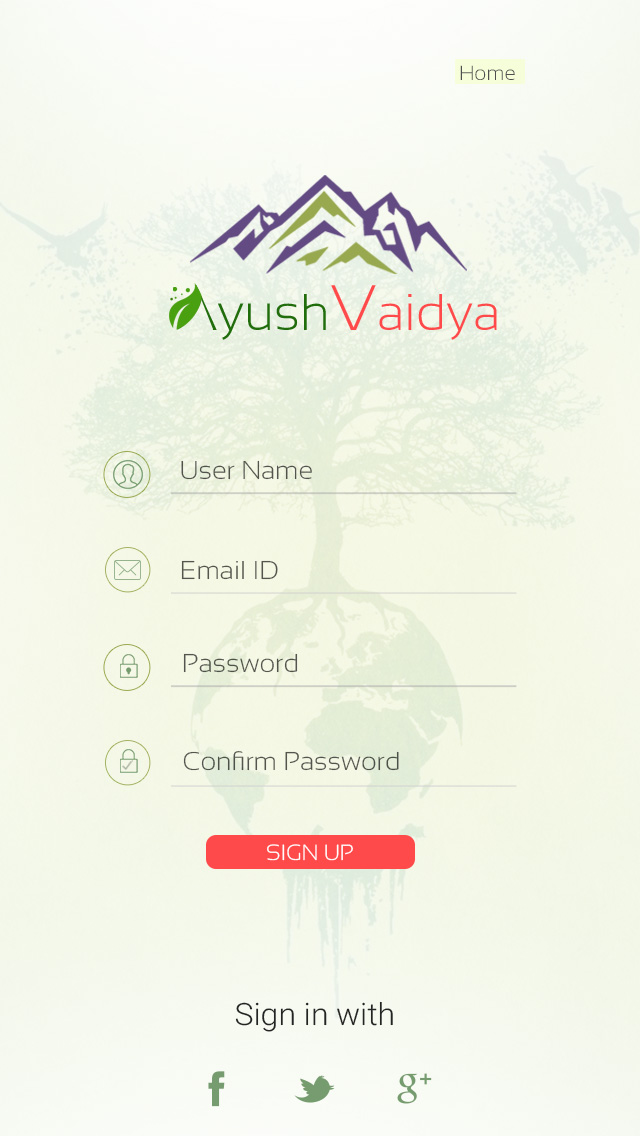 Home
AyushVaidya
User Name
Email ID
Password
Confirm Password
SIGN UP
Sign in with
f
g+